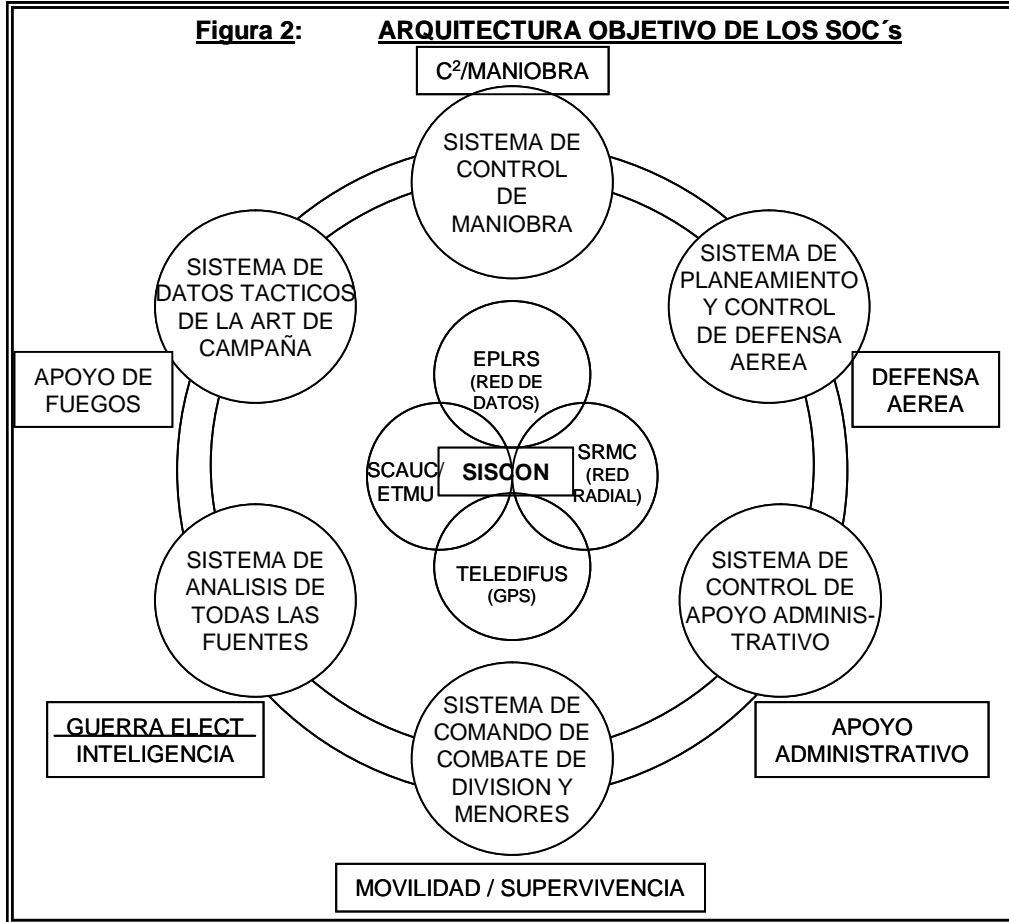 Figura 2: ARQUITECTURA OBJETIVO DE LOS SOC´s
C²/MANIOBRA
SISTEMA DE
CONTROL
DE
MANIOBRA
SISTEMA DE
DATOS TACTICOS
DE LA ART DE
CAMPAÑA
SISTEMA DE
PLANEAMIENTO
Y CONTROL
DE DEFENSA
AEREA
APOYO DE
FUEGOS
DEFENSA
AEREA
EPLRS
(RED DE
DATOS)
SCAUC/
ETMU
SISCON
SRMC
(RED
RADIAL)
TELEDIFUS
(GPS)
SISTEMA DE
ANALISIS DE
TODAS LAS
FUENTES
SISTEMA DE
CONTROL DE
APOYO ADMINIS-
TRATIVO
GUERRA ELECT
INTELIGENCIA
SISTEMA DE
COMANDO DE
COMBATE DE
DIVISION Y
MENORES
APOYO
ADMINISTRATIVO
MOVILIDAD / SUPERVIVENCIA